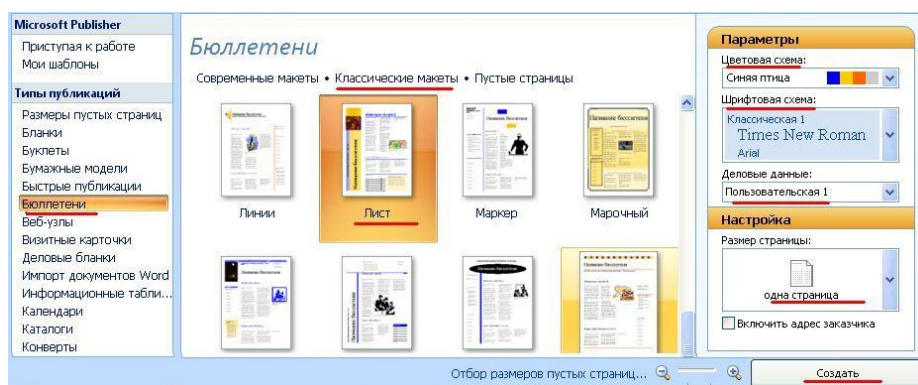 Microsoft Publisher
Приступая к работе
Мои шаблоны
Типы публикаций
Размеры пустых страниц
Бланки
Буклеты
Бумажные модели
Быстрые публикации
Бюллетени
Веб-узлы
Визитные карточки
Деловые бланки
Импорт документов Word
Информационные табли...
Календари
Каталоги
Конверты
Бюллетени
Современные макеты • Классические макеты • Пустые страницы
Название бюллетеня
Линии
Лист
Маркер
Марочный
Отбор размеров пустых страниц...
Параметры
Цветовая схема:
Синяя птица
Шрифтовая схема:
Классическая 1
Times New Roman
Arial
Деловые данные:
Пользовательская 1
Настройка
Размер страницы:
одна страница
Включить адрес заказчика
Создать